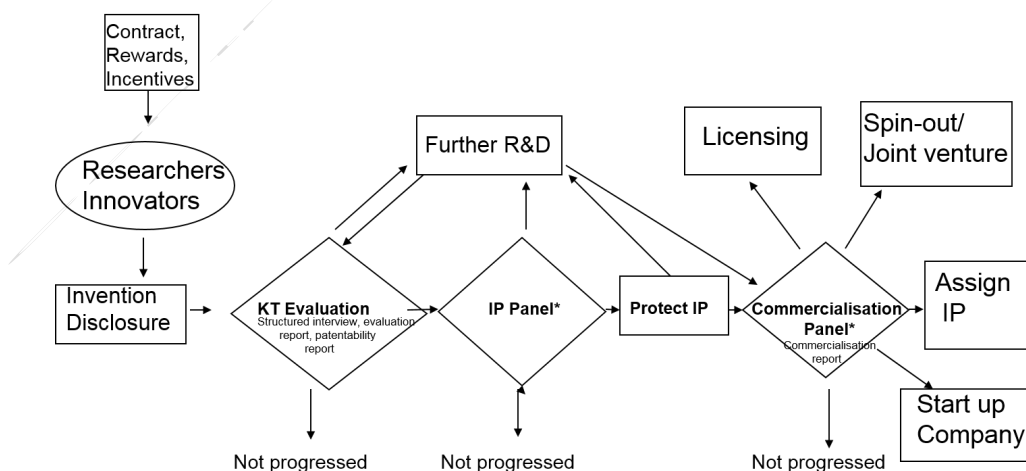 Contract,
Rewards,
Incentives
Researchers
Innovators
Invention
Disclosure
KT Evaluation
Structured interview, evaluation
report, patentability
report
Not progressed
Further R&D
IP Panel*
Not progressed
Protect IP
Commercialisation
Panel*
Commercialisation
report
Not progressed
Licensing
Spin-out/
Joint venture
Assign
IP
Start up
Company